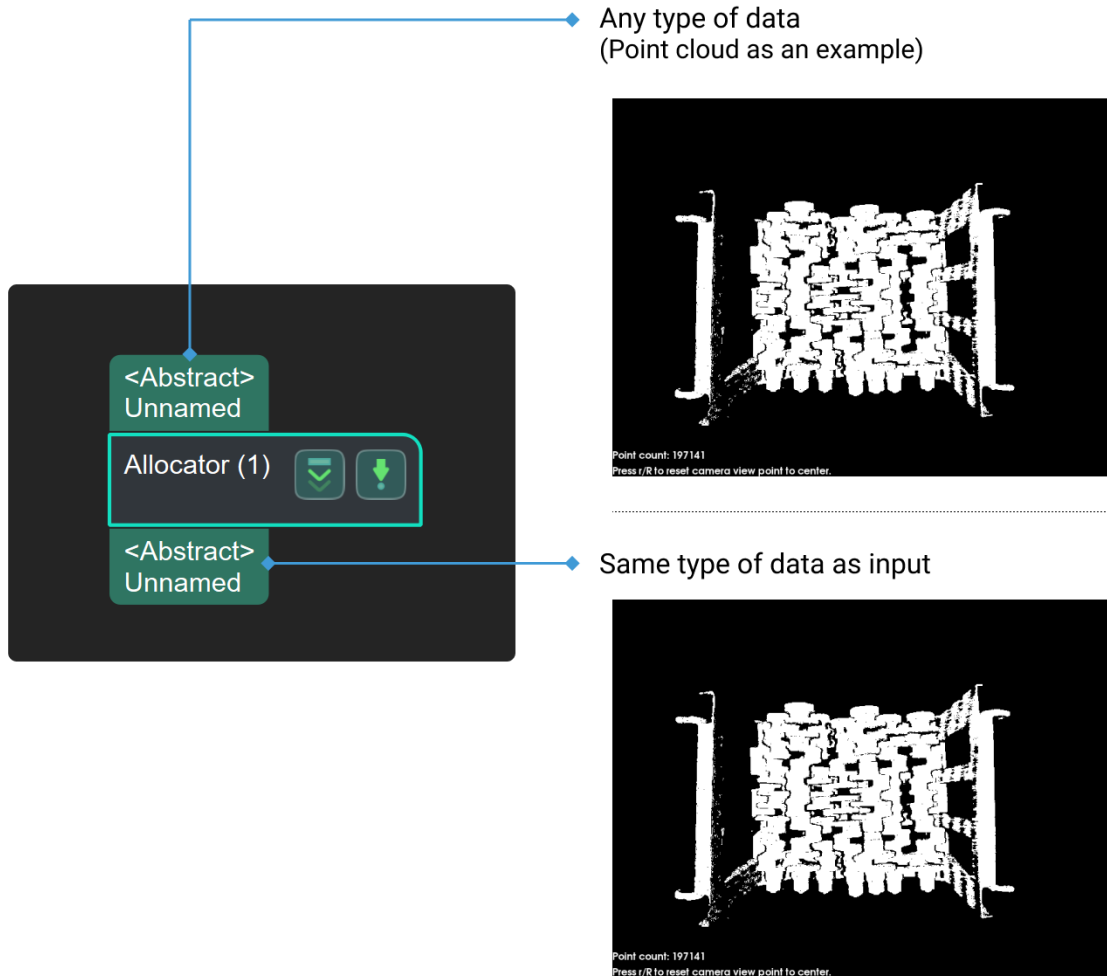 Any type of data
(Point cloud as an example)
<Abstract>
Unnamed
Allocator (1)
<Abstract>
Unnamed
Point count: 197141
Press r/R to reset camera view point to center.
Same type of data as input
Point count: 197141
Press r/R to reset camera view point to center.